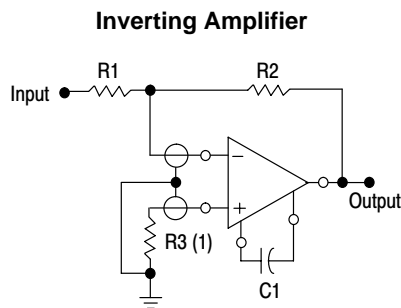 Inverting Amplifier
R1
R2
Input
−
+
Output
R3 (1)
C1